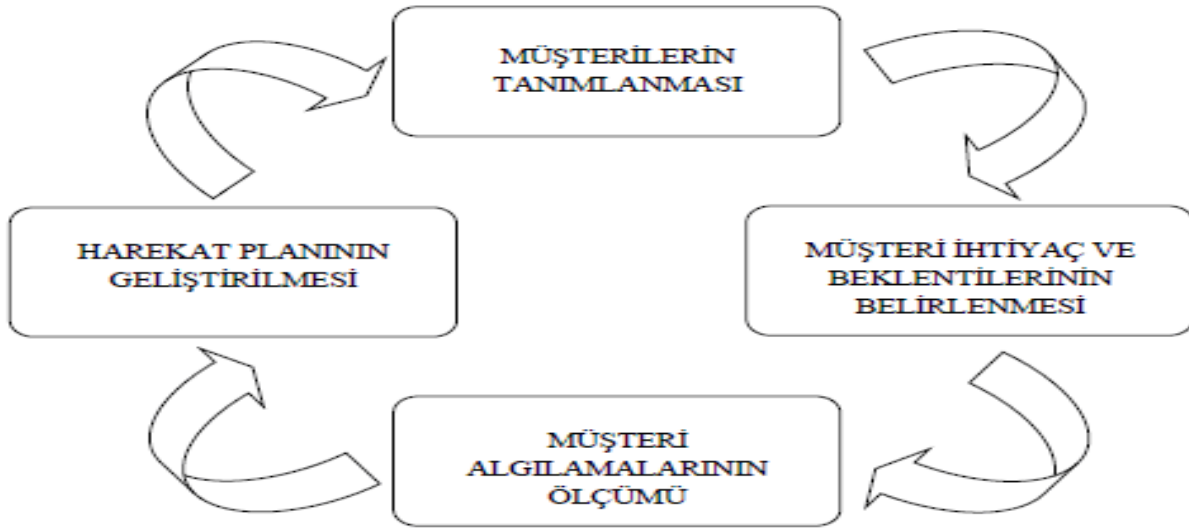 MÜŞTERİLERİN
TANIMLANMASI
HAREKAT PLANININ
GELİŞTİRİLMESİ
MÜŞTERİ İHTİYAÇ VE
BEKLENTİLERİNİN
BELİRLENMESİ
MÜŞTERİ
ALGILAMALARININ
ÖLÇÜMÜ